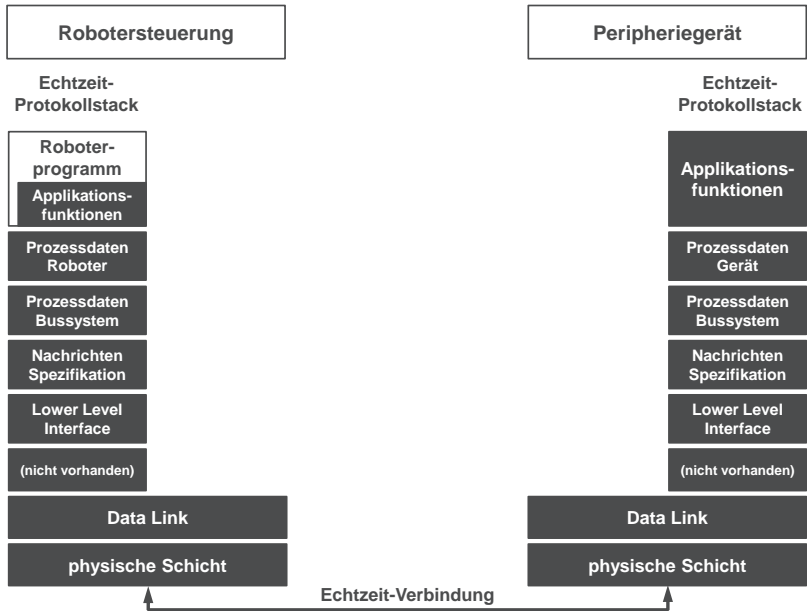 Robotersteuerung
Echtzeit-
Protokollstack
Roboter-
programm
Applikations-
funktionen
Prozessdaten
Roboter
Prozessdaten
Bussystem
Nachrichten
Spezifikation
Lower Level
Interface
(nicht vorhanden)
Data Link
physische Schicht
Peripheriegerät
Echtzeit-
Protokollstack
Applikations-
funktionen
Prozessdaten
Gerät
Prozessdaten
Bussystem
Nachrichten
Spezifikation
Lower Level
Interface
(nicht vorhanden)
Data Link
physische Schicht
Echtzeit-Verbindung